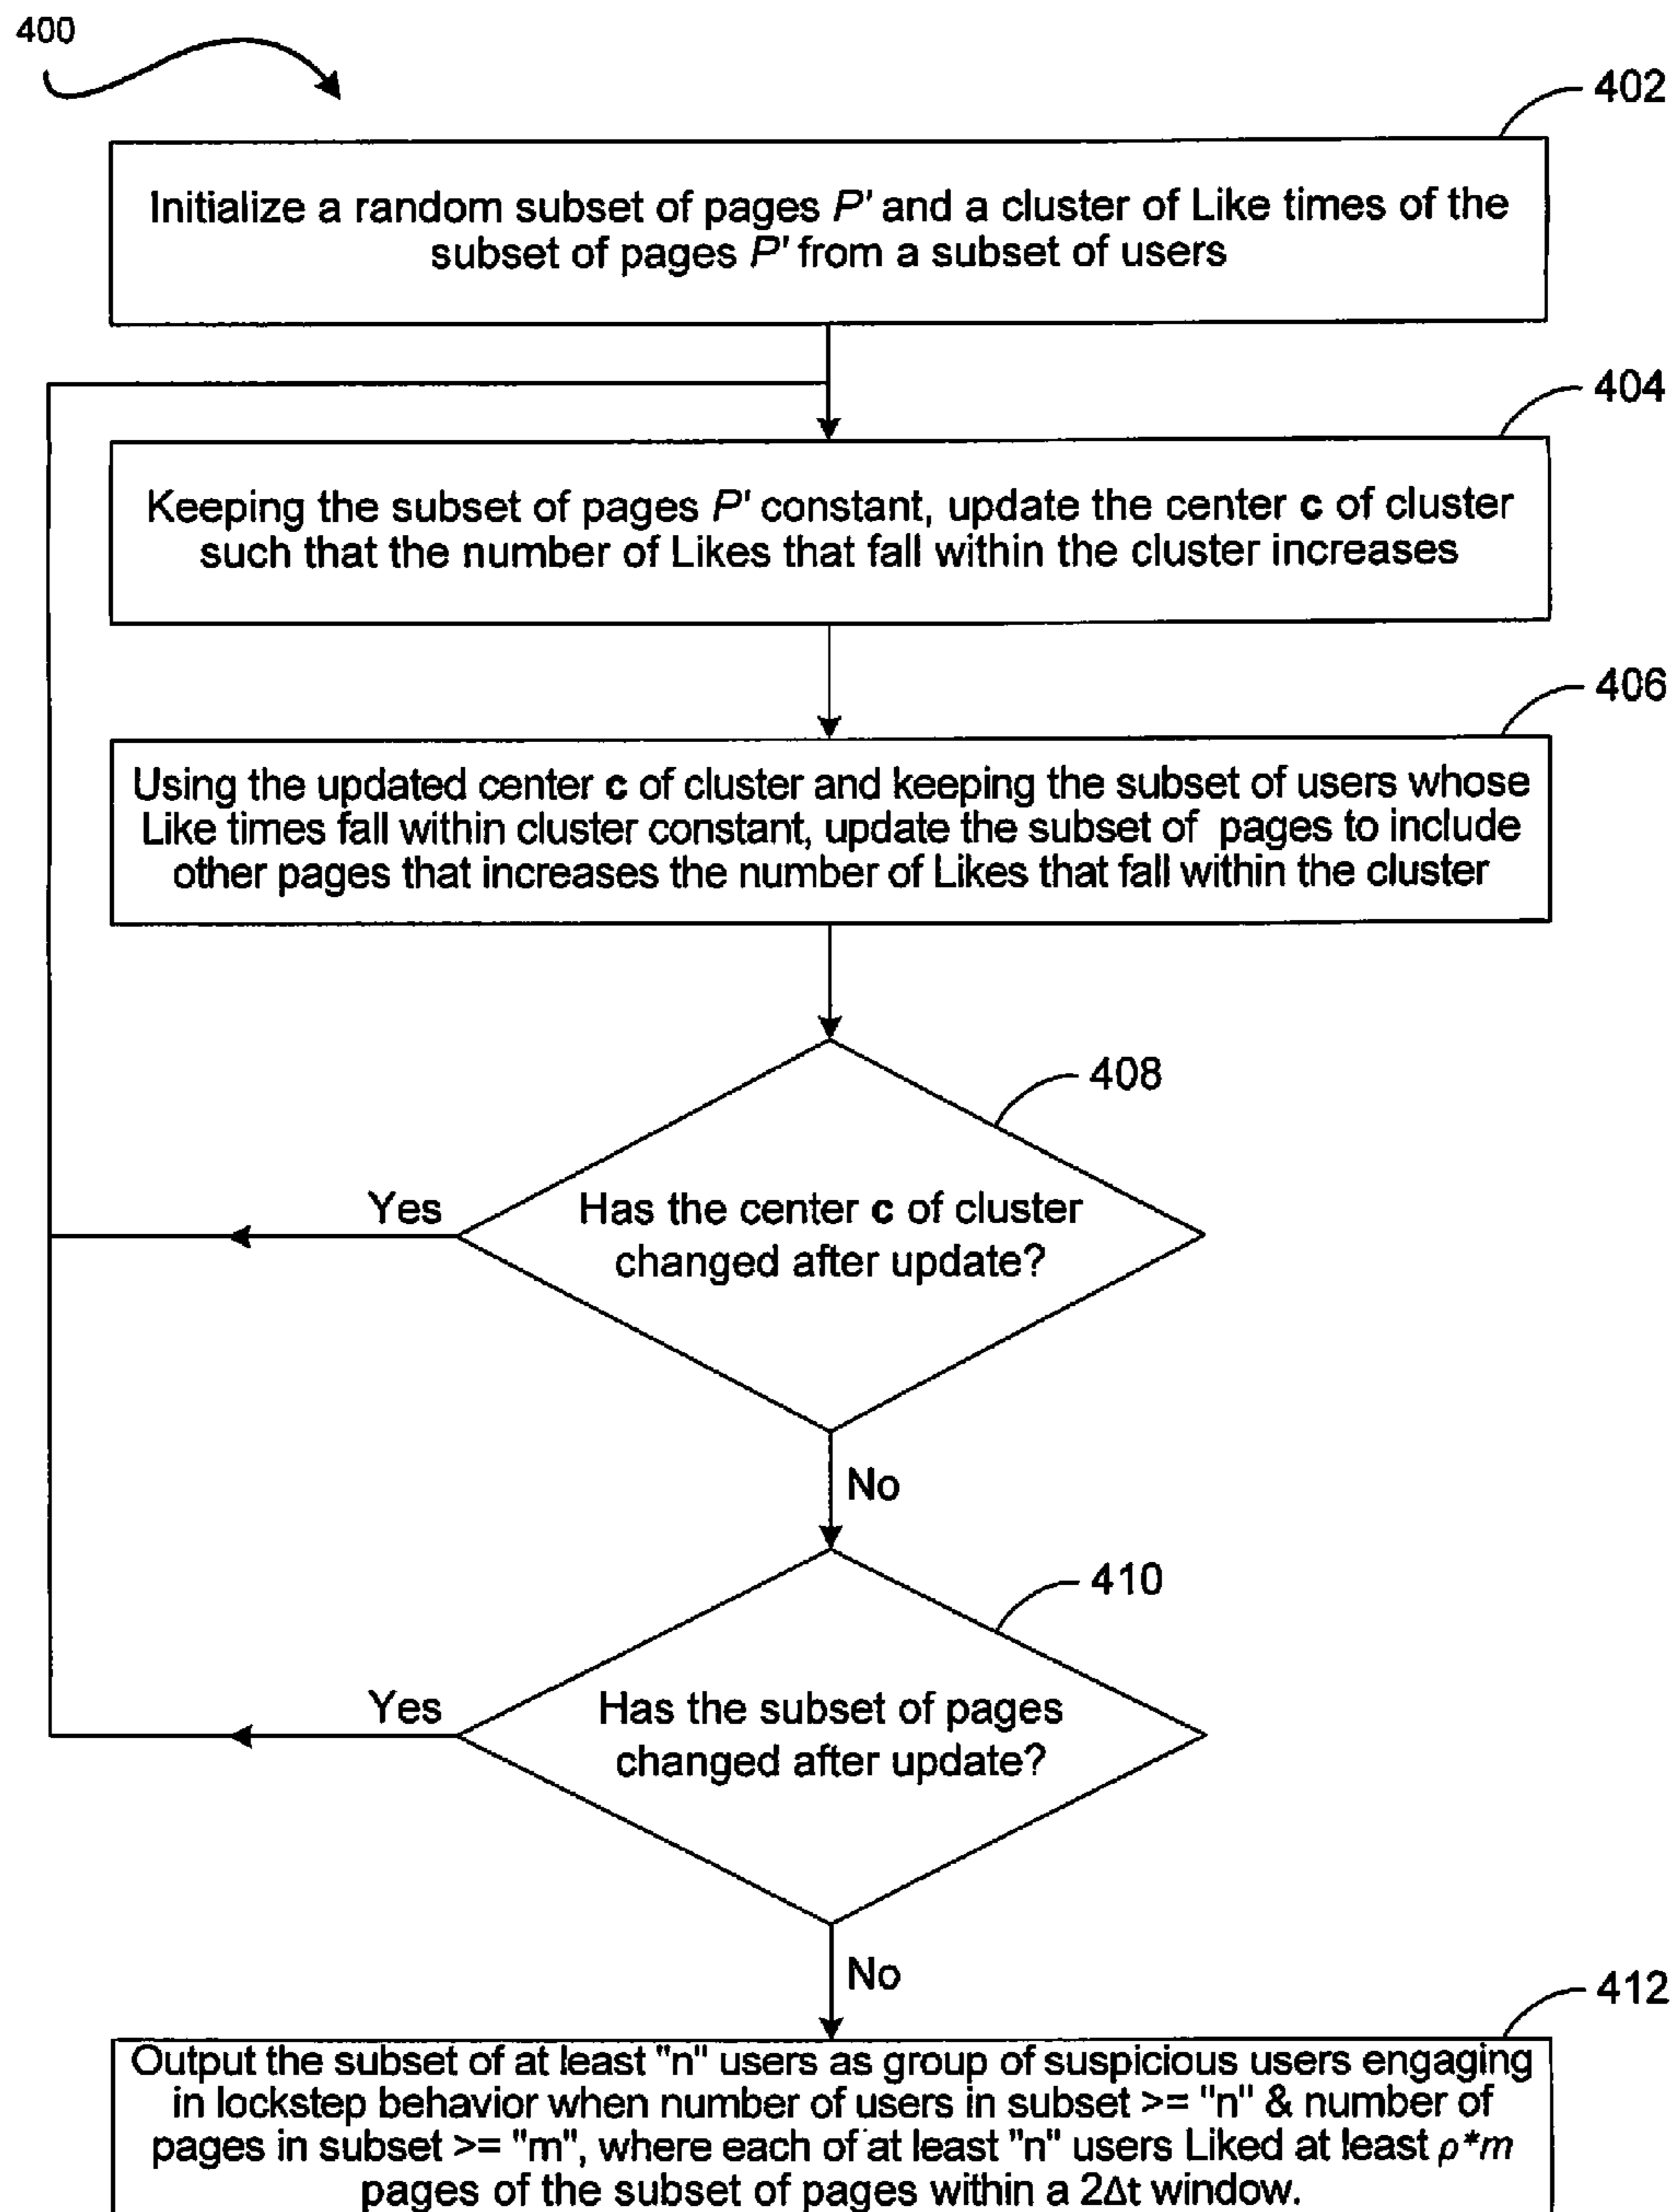 400
402
Initialize a random subset of pages P' and a cluster of Like times of the
subset of pages P' from a subset of users
404
Keeping the subset of pages P' constant, update the center c of cluster
such that the number of Likes that fall within the cluster increases
406
Using the updated center c of cluster and keeping the subset of users whose
Like times fall within cluster constant, update the subset of pages to include
other pages that increases the number of Likes that fall within the cluster
408
Yes
Has the center c of cluster
changed after update?
No
410
Yes
Has the subset of pages
changed after update?
No
412
Output the subset of at least "n" users as group of suspicious users engaging
in lockstep behavior when number of users in subset >= "n" & number of
pages in subset >= "m", where each of at least "n" users Liked at least ρ*m
pages of the subset of pages within a 2Δt window.